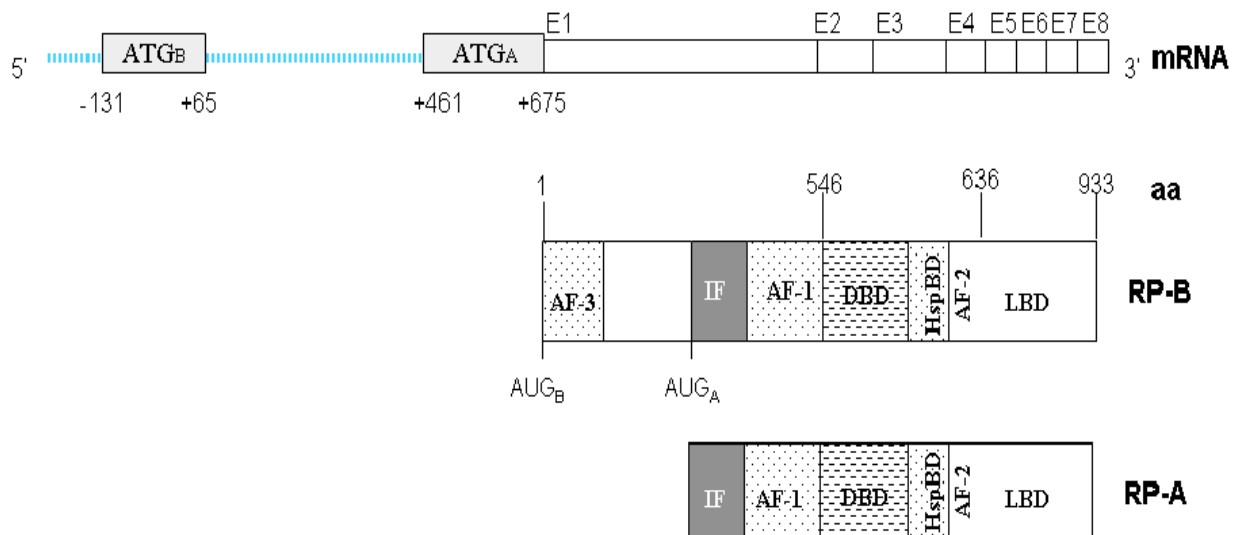 E1 E2 E3 E4 E5 E6 E7 E8
5' ATGB ATGA 3' mRNA
-131 +65 +461 +675
1 546 636 933 aa
AF-3 IF AF-1 DBD HspBD AF-2 LBD RP-B
AUGB AUGA
IF AF-1 DBD HspBD AF-2 LBD RP-A